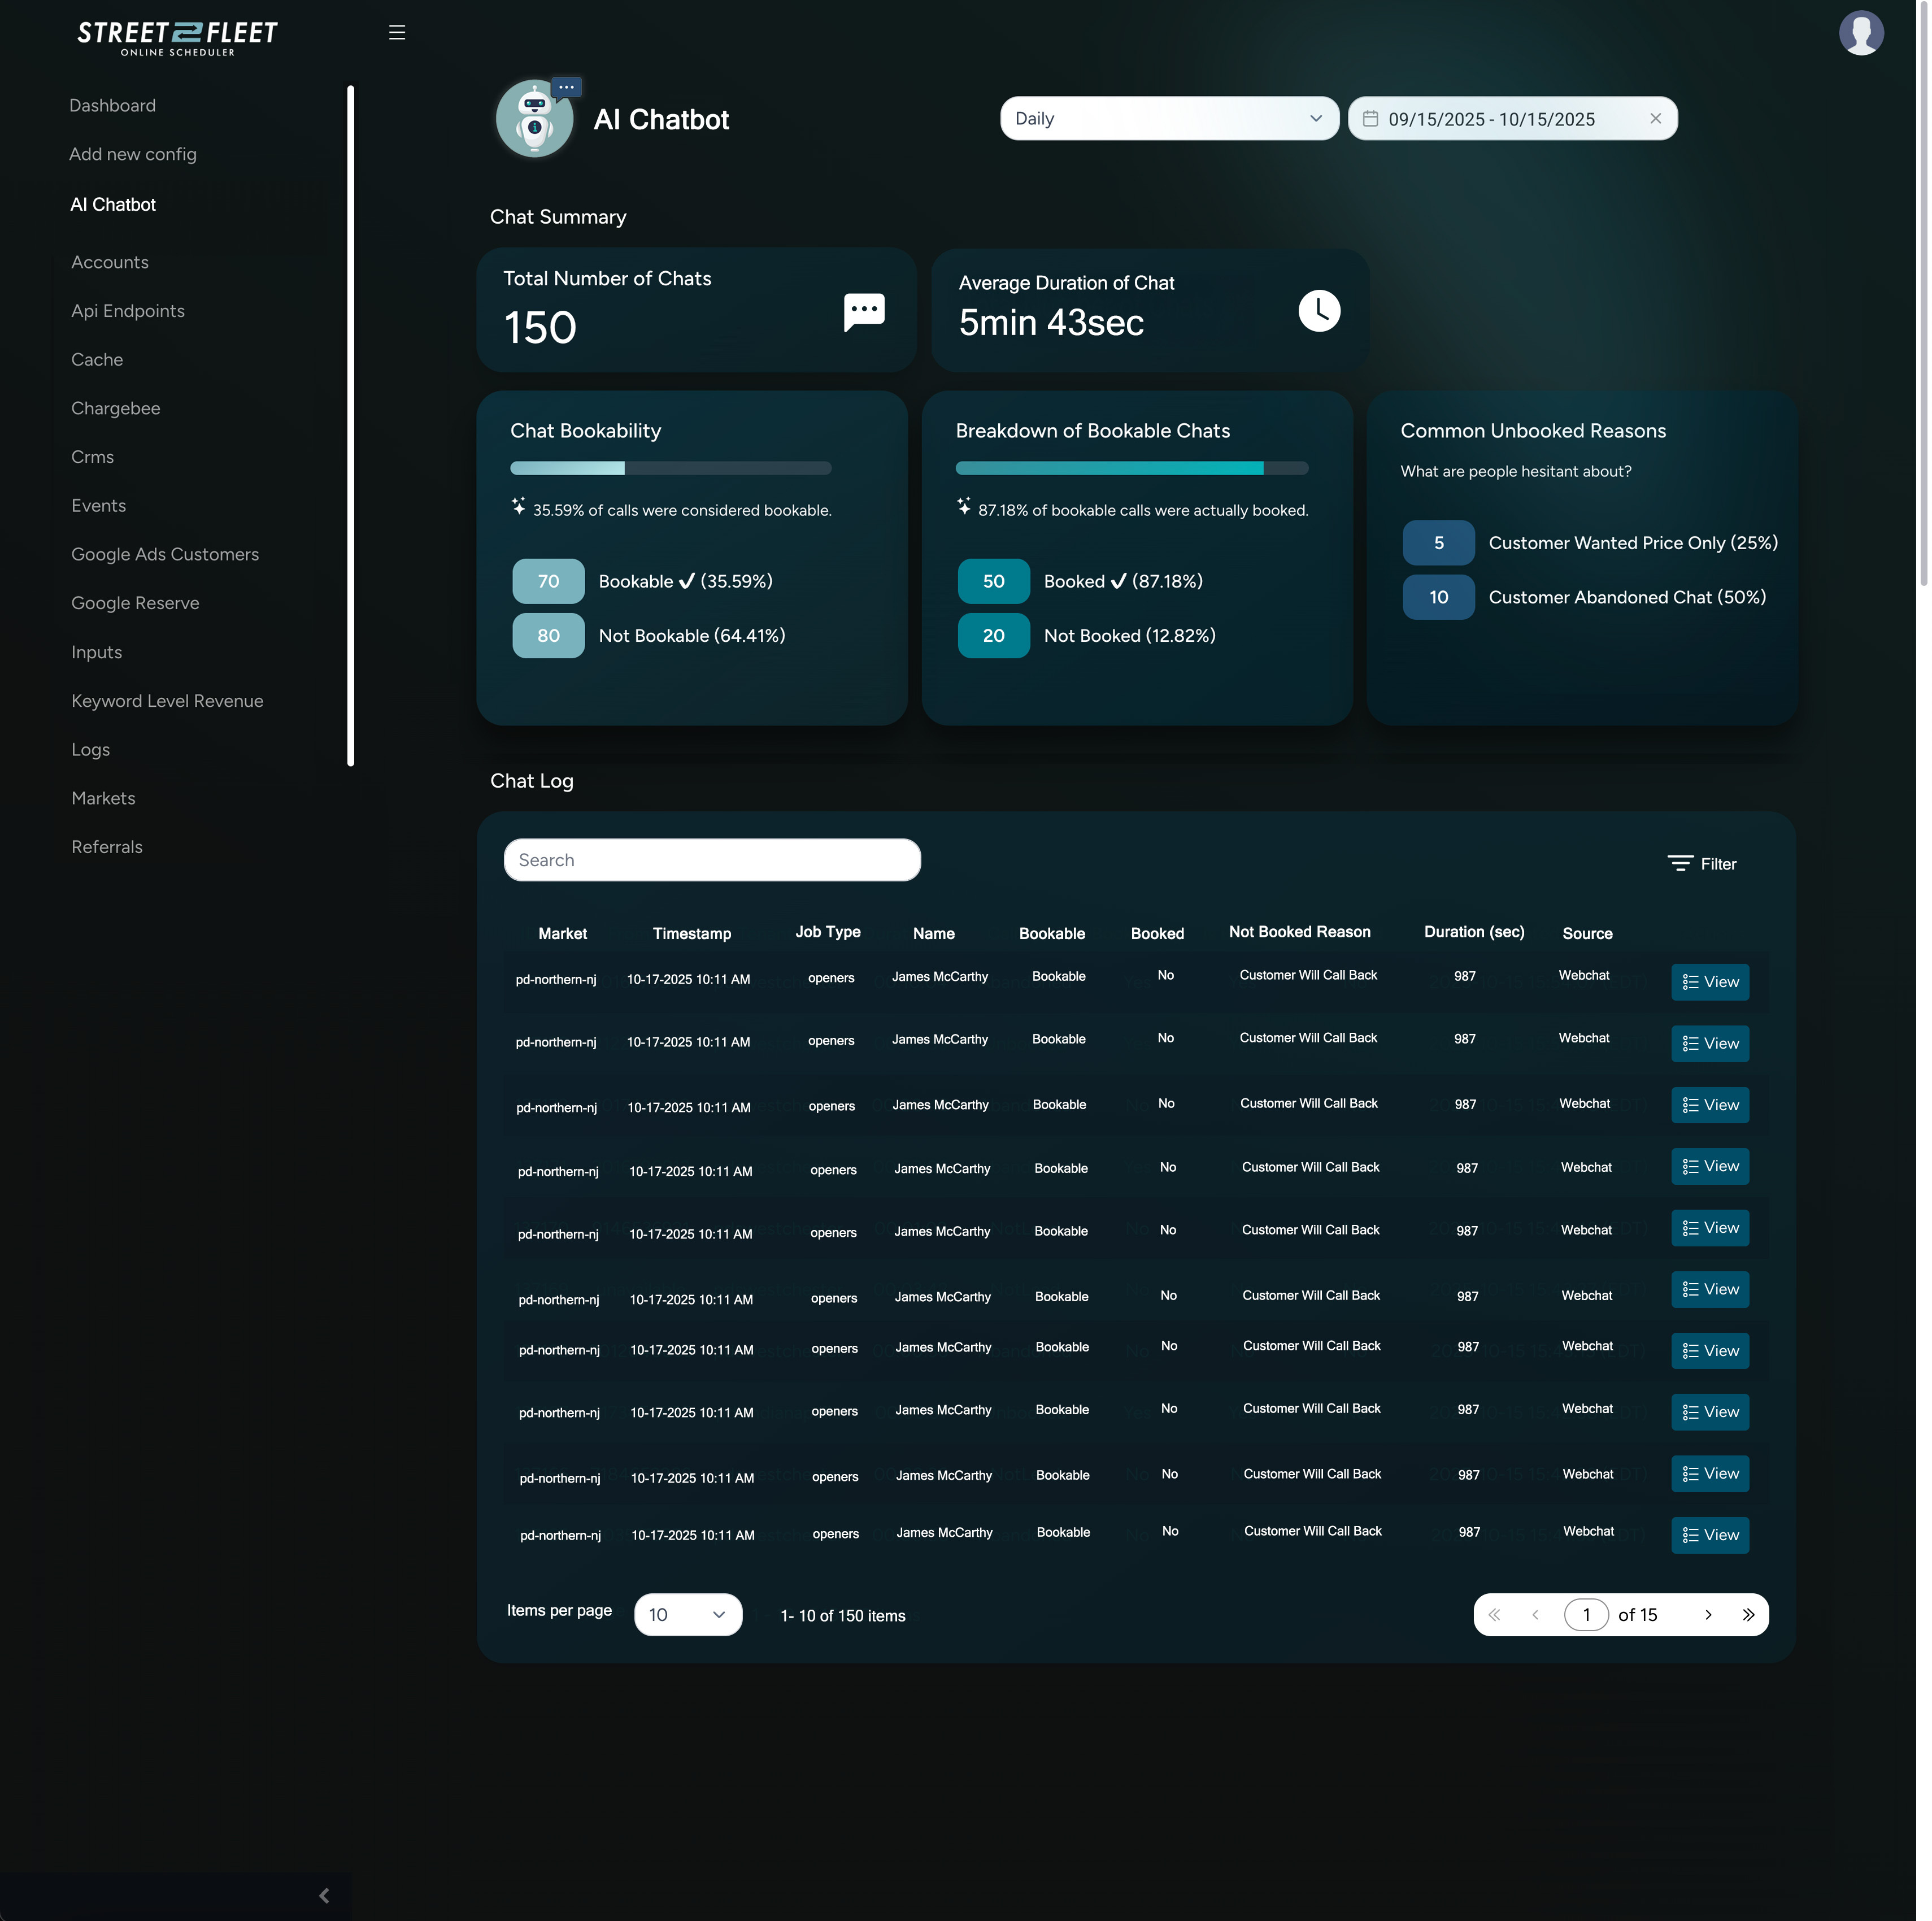 STREET2FLEET
ONLINE SCHEDULER
Dashboard
Add new config
AI Chatbot
Accounts
Api Endpoints
Cache
Chargebee
Crms
Events
Google Ads Customers
Google Reserve
Inputs
Keyword Level Revenue
Logs
Markets
Referrals
AI Chatbot
Daily
09/15/2025 - 10/15/2025
Chat Summary
Total Number of Chats
150
Average Duration of Chat
5min 43sec
Chat Bookability
35.59% of calls were considered bookable.
70 Bookable ✓ (35.59%)
80 Not Bookable (64.41%)
Breakdown of Bookable Chats
87.18% of bookable calls were actually booked.
50 Booked ✓ (87.18%)
20 Not Booked (12.82%)
Common Unbooked Reasons
What are people hesitant about?
5 Customer Wanted Price Only (25%)
10 Customer Abandoned Chat (50%)
Chat Log
Search
Filter
Market Timestamp Job Type Name Bookable Booked Not Booked Reason Duration (sec) Source
pd-northern-nj 10-17-2025 10:11 AM openers James McCarthy Bookable No Customer Will Call Back 987 Webchat View
pd-northern-nj 10-17-2025 10:11 AM openers James McCarthy Bookable No Customer Will Call Back 987 Webchat View
pd-northern-nj 10-17-2025 10:11 AM openers James McCarthy Bookable No Customer Will Call Back 987 Webchat View
pd-northern-nj 10-17-2025 10:11 AM openers James McCarthy Bookable No Customer Will Call Back 987 Webchat View
pd-northern-nj 10-17-2025 10:11 AM openers James McCarthy Bookable No Customer Will Call Back 987 Webchat View
pd-northern-nj 10-17-2025 10:11 AM openers James McCarthy Bookable No Customer Will Call Back 987 Webchat View
pd-northern-nj 10-17-2025 10:11 AM openers James McCarthy Bookable No Customer Will Call Back 987 Webchat View
pd-northern-nj 10-17-2025 10:11 AM openers James McCarthy Bookable No Customer Will Call Back 987 Webchat View
pd-northern-nj 10-17-2025 10:11 AM openers James McCarthy Bookable No Customer Will Call Back 987 Webchat View
pd-northern-nj 10-17-2025 10:11 AM openers James McCarthy Bookable No Customer Will Call Back 987 Webchat View
Items per page 10 1- 10 of 150 items 1 of 15